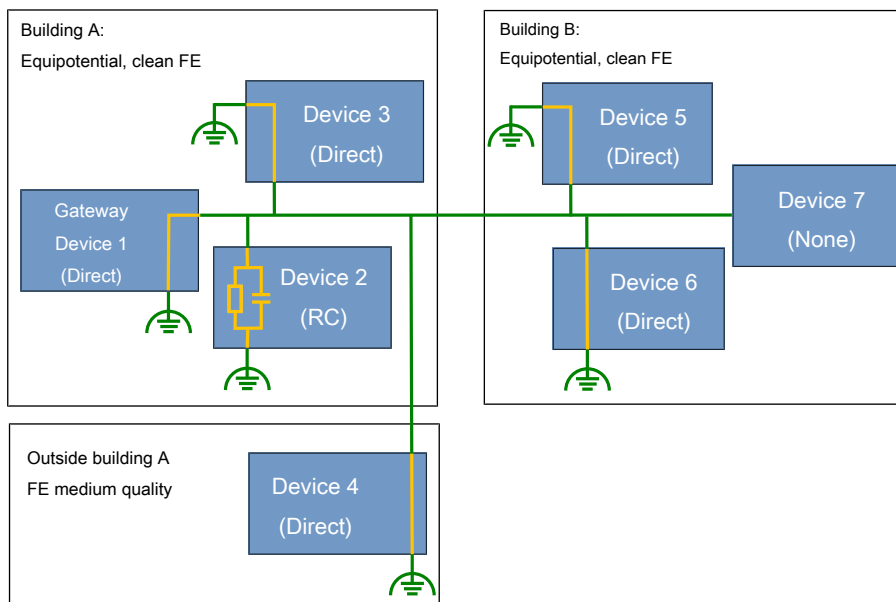 Building A:
Equipotential, clean FE
Device 3
(Direct)
Gateway
Device 1
(Direct)
Device 2
(RC)
Building B:
Equipotential, clean FE
Device 5
(Direct)
Device 7
(None)
Device 6
(Direct)
Outside building A
FE medium quality
Device 4
(Direct)